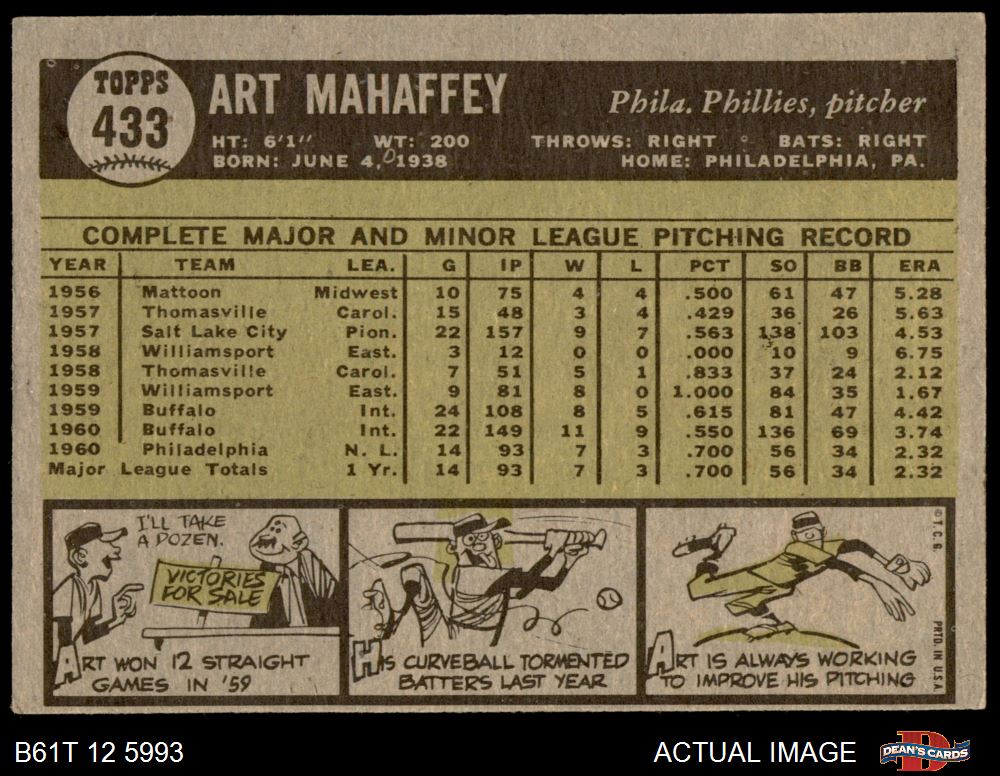 TOPPS
433
ART MAHAFFEY
Phila. Phillies, pitcher
HT: 6'1" WT: 200 THROWS: RIGHT BATS: RIGHT
BORN: JUNE 4, 1938 HOME: PHILADELPHIA, PA.
COMPLETE MAJOR AND MINOR LEAGUE PITCHING RECORD
YEAR TEAM LEA. G IP W L PCT SO BB ERA
1956 Mattoon Midwest 10 75 4 4 .500 61 47 5.28
1957 Thomasville Carol. 15 48 3 4 .429 36 26 5.63
1957 Salt Lake City Pion. 22 157 9 7 .563 138 103 4.53
1958 Williamsport East. 3 12 0 0 .000 10 9 6.75
1958 Thomasville Carol. 7 51 5 1 .833 37 24 2.12
1959 Williamsport East. 9 81 8 0 1.000 84 35 1.67
1959 Buffalo Int. 24 108 8 5 .615 81 47 4.42
1960 Buffalo Int. 22 149 11 9 .550 136 69 3.74
1960 Philadelphia N. L. 14 93 7 3 .700 56 34 2.32
Major League Totals 1 Yr. 14 93 7 3 .700 56 34 2.32
I'LL TAKE
A DOZEN.
VICTORIES
FOR SALE
ART WON 12 STRAIGHT
GAMES IN '59
HIS CURVEBALL TORMENTED
BATTERS LAST YEAR
ART IS ALWAYS WORKING
TO IMPROVE HIS PITCHING
© T. C. G.
PRTD. IN U.S.A.
B61T 12 5993
ACTUAL IMAGE
D
DEAN'S CARDS